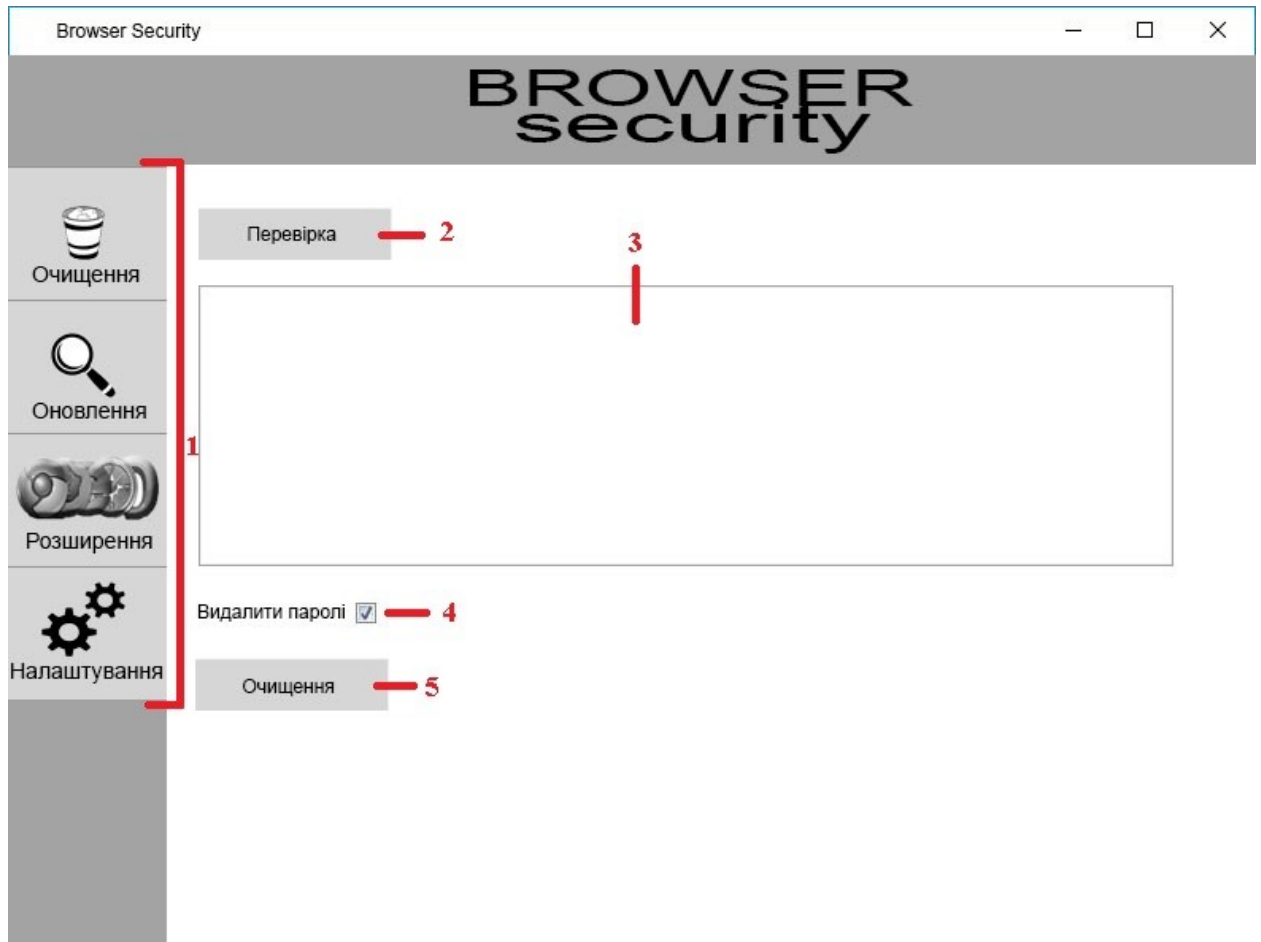 Browser Security
BROWSER
security
Очищення
Оновлення
Розширення
Налаштування
1
Перевірка
2
3
Видалити паролі
4
Очищення
5